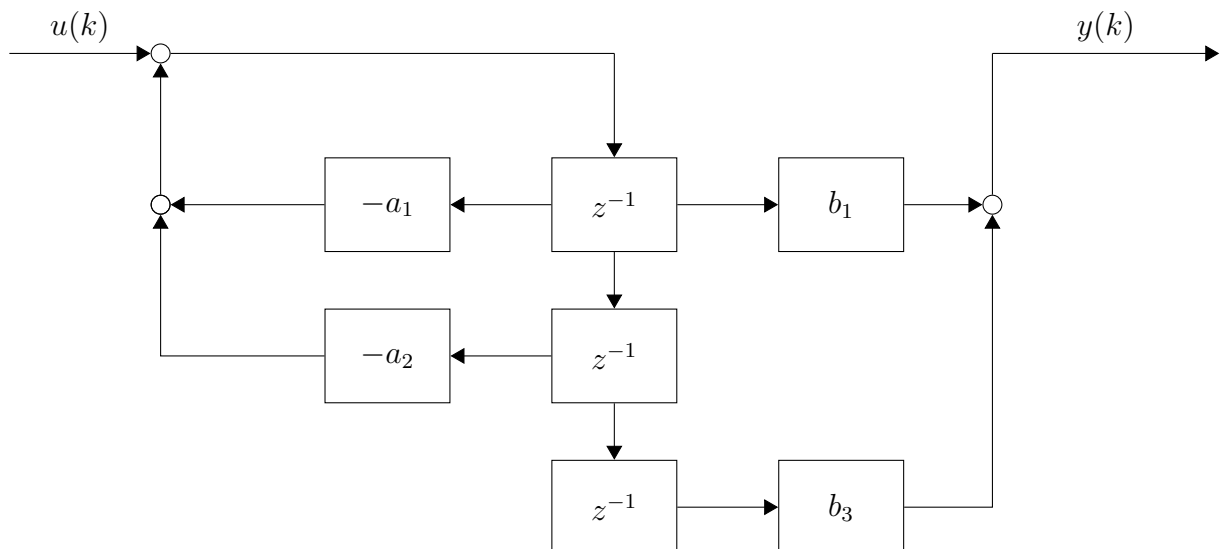 u(k)
y(k)
−a₁
z⁻¹
b₁
−a₂
z⁻¹
z⁻¹
b₃